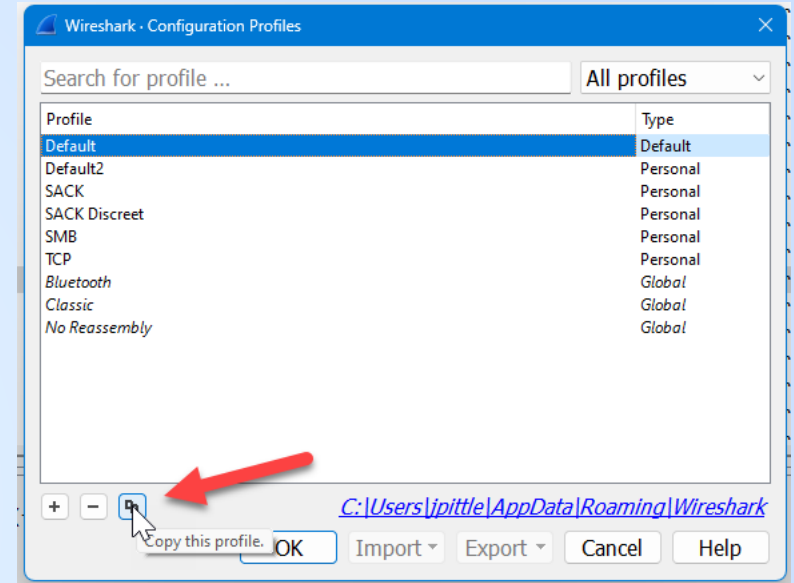 Wireshark · Configuration Profiles
Search for profile ...
All profiles
Profile Type
Default Default
Default2 Personal
SACK Personal
SACK Discreet Personal
SMB Personal
TCP Personal
Bluetooth Global
Classic Global
No Reassembly Global
C:\Users\jpittle\AppData\Roaming\Wireshark
Copy this profile.
OK Import Export Cancel Help